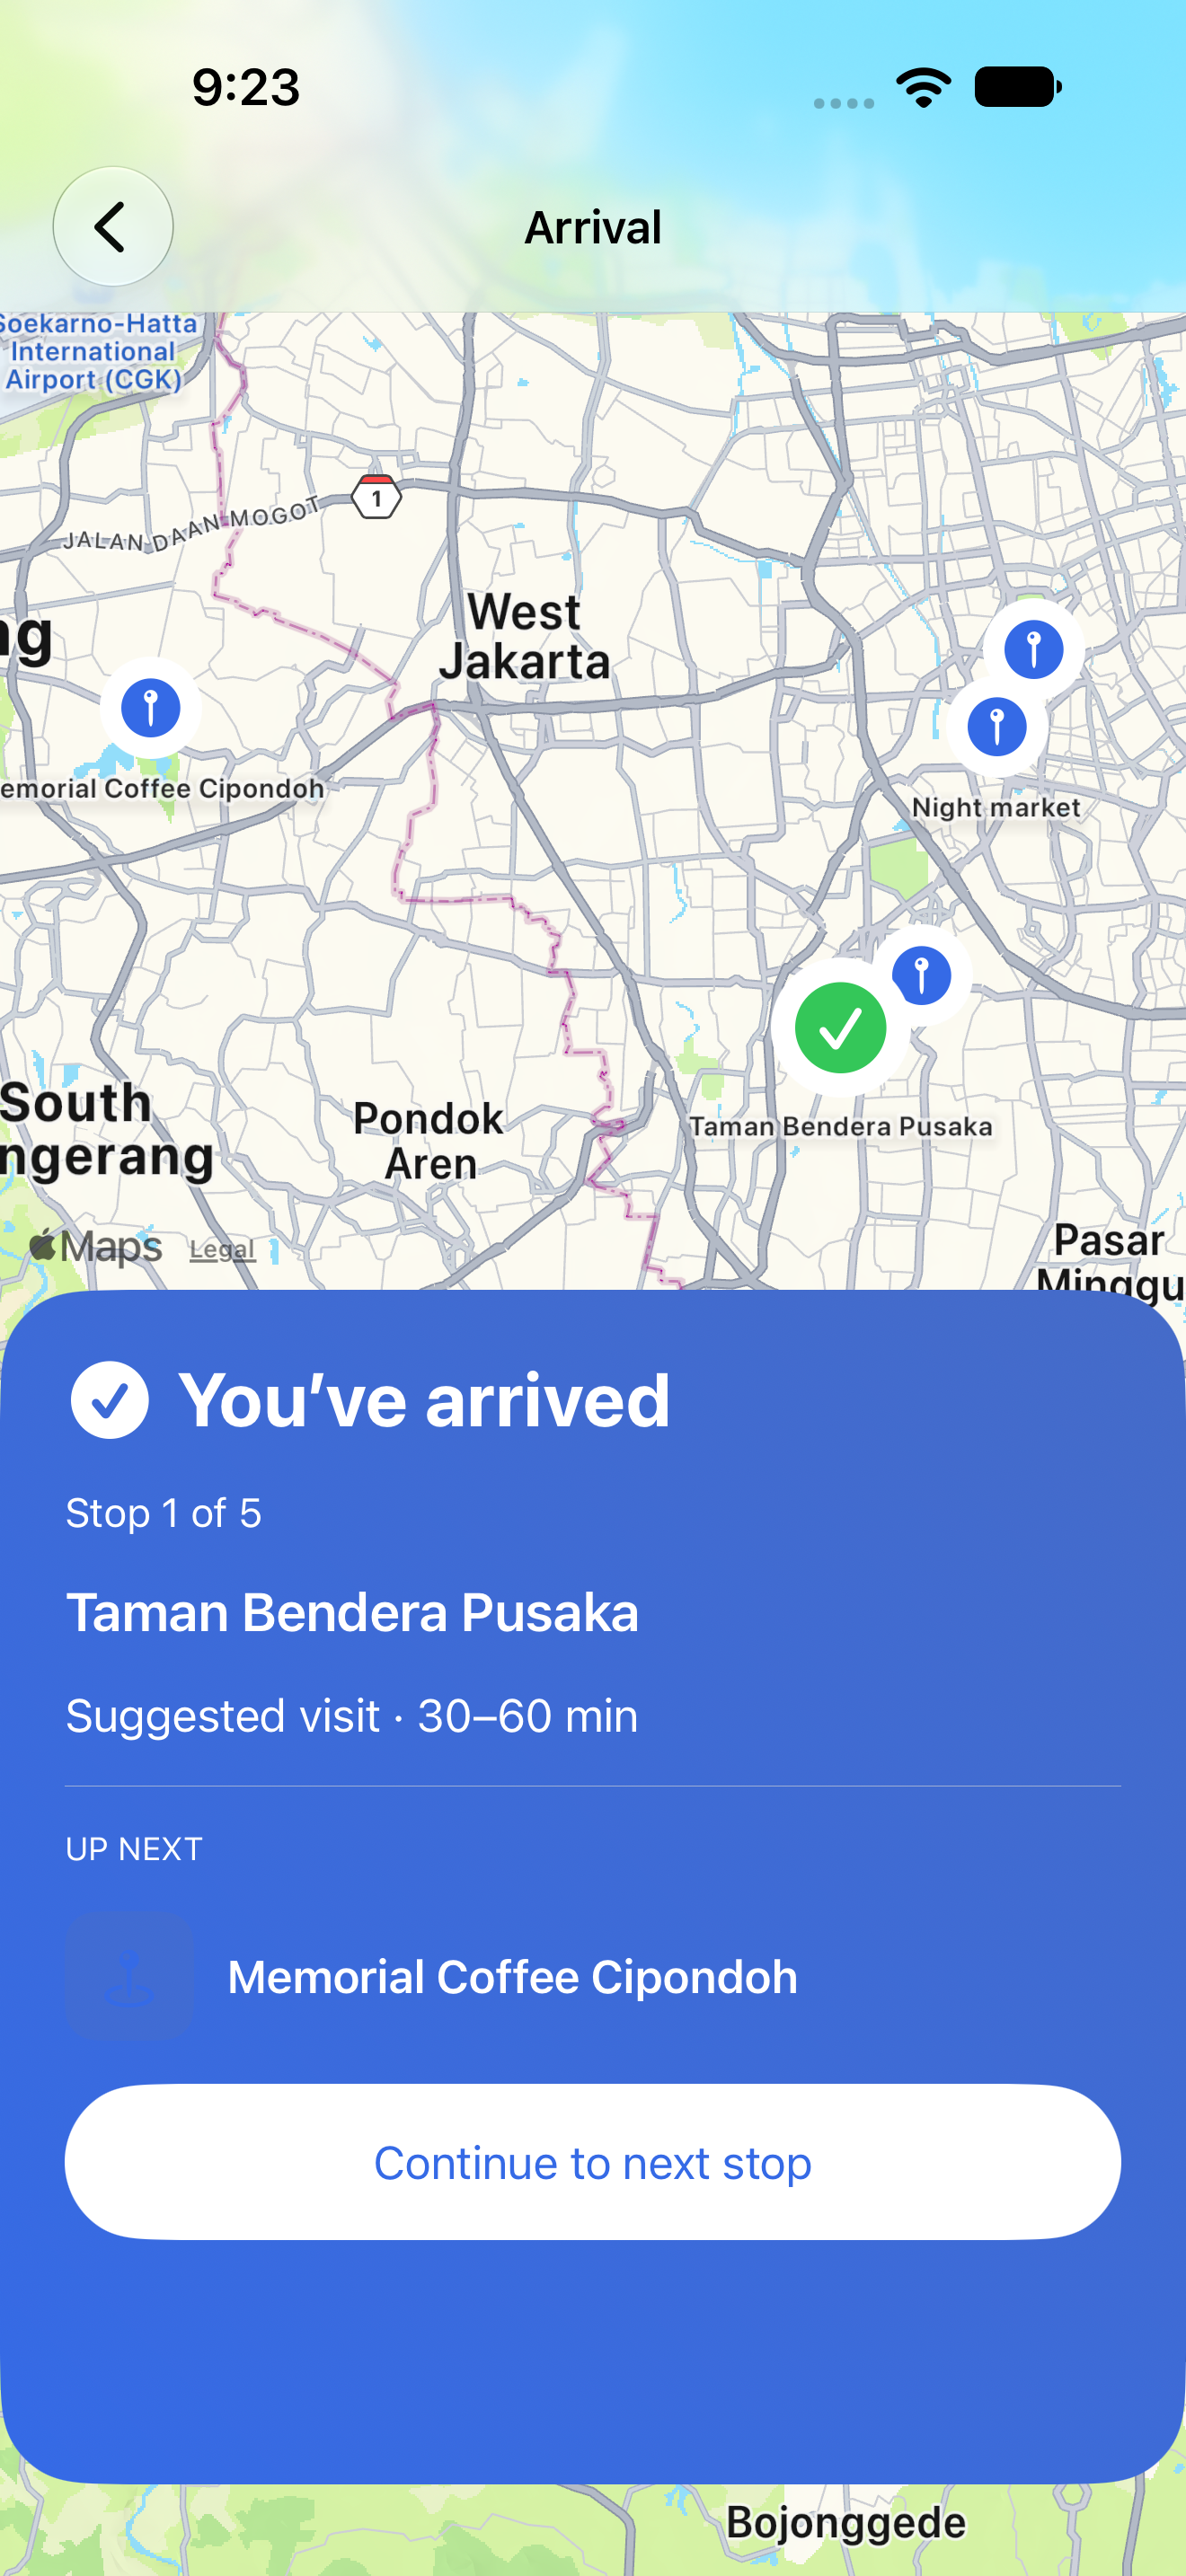 9:23
Arrival
Soekarno-Hatta
International
Airport (CGK)
1
JALAN DAAN MOGOT
West
Jakarta
ng
emorial Coffee Cipondoh
Night market
Taman Bendera Pusaka
South
ngerang
Pondok
Aren
Maps
Legal
Pasar
Minggu
You’ve arrived
Stop 1 of 5
Taman Bendera Pusaka
Suggested visit · 30–60 min
UP NEXT
Memorial Coffee Cipondoh
Continue to next stop
Bojonggede